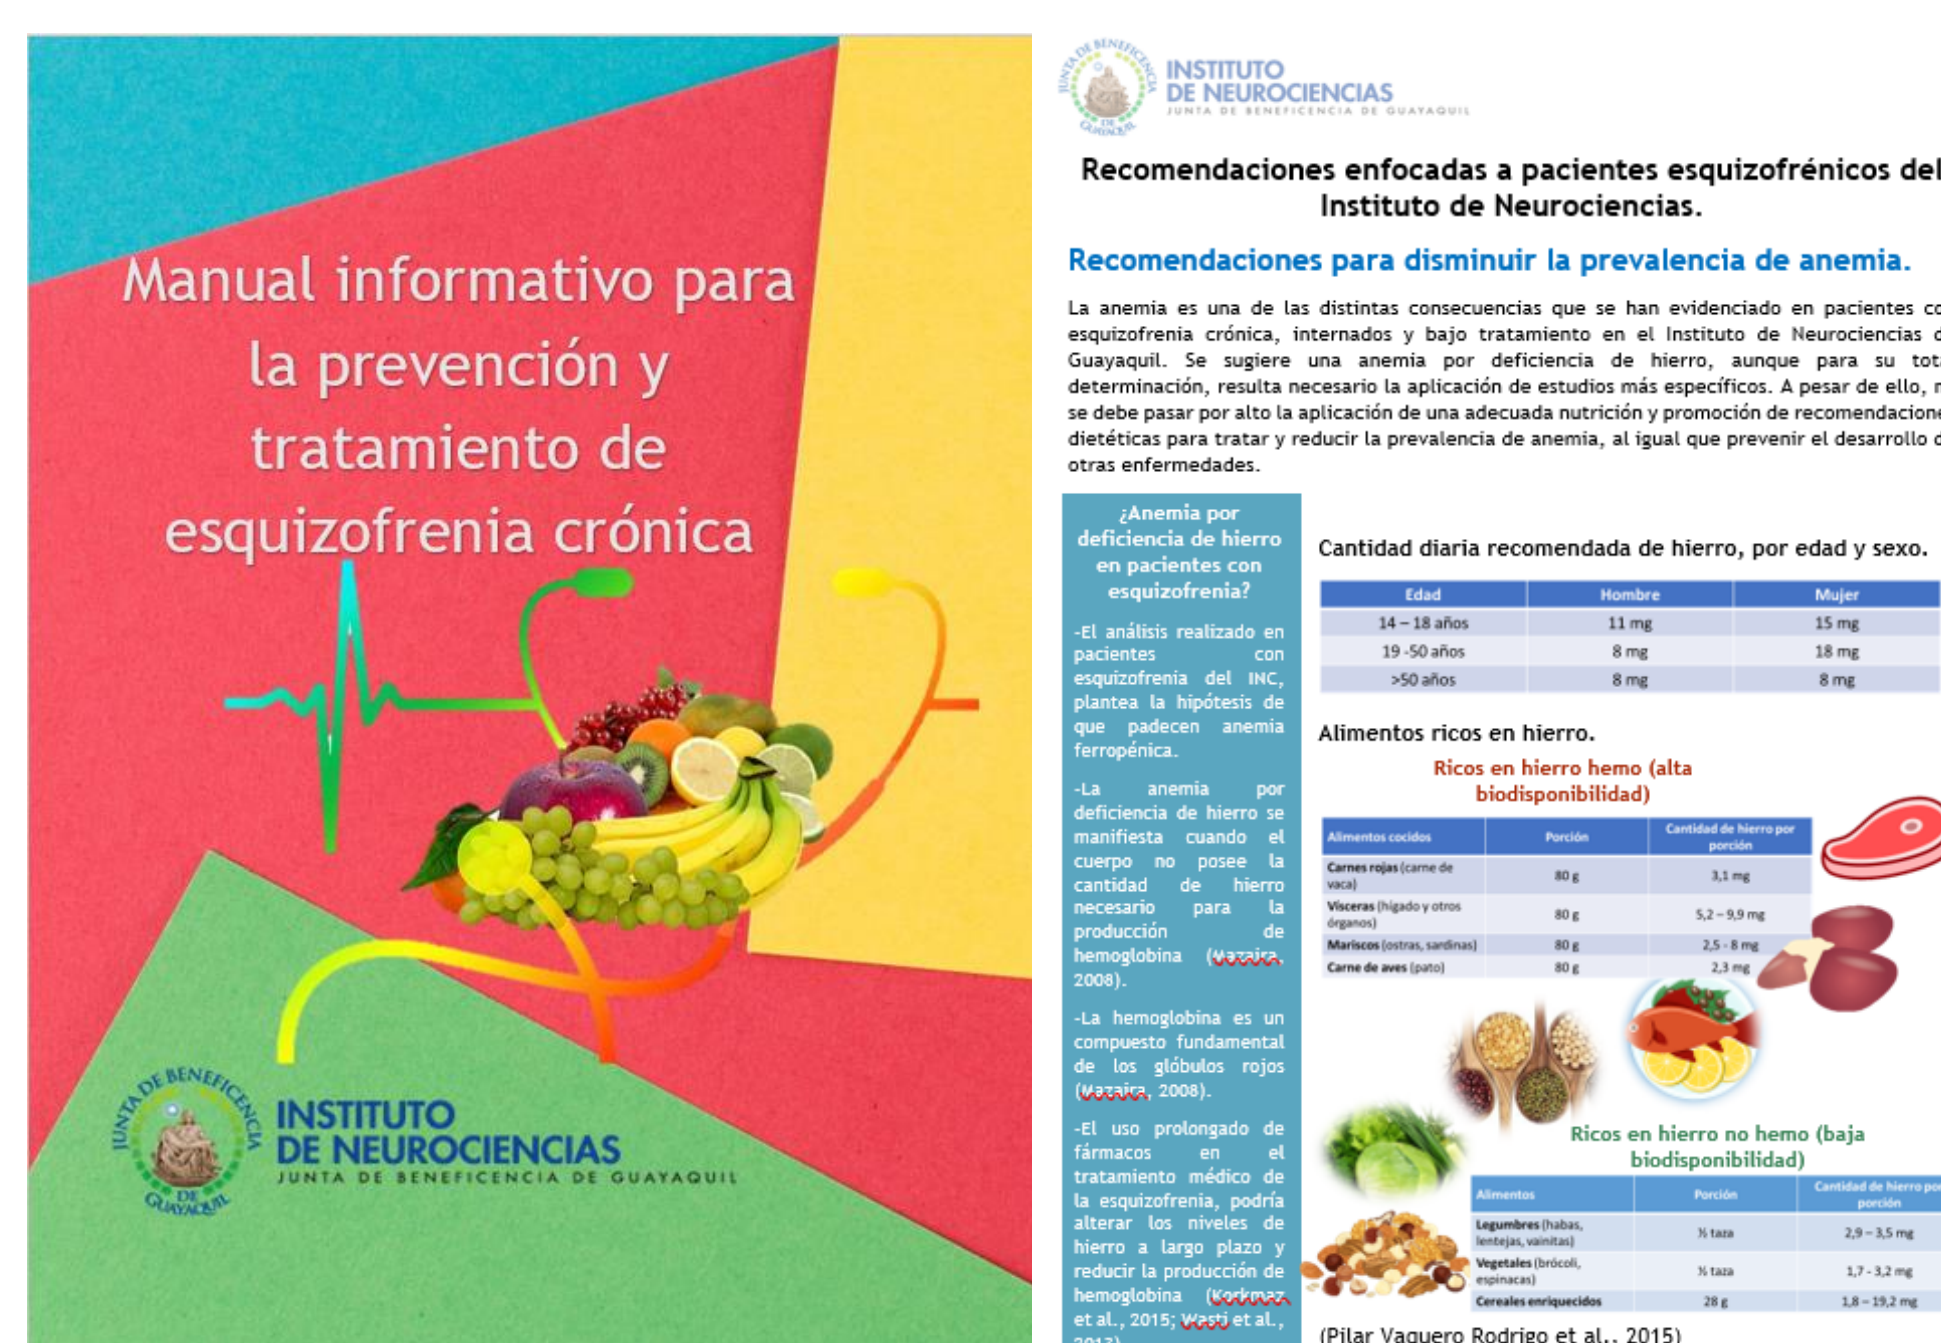 Manual informativo para
la prevención y
tratamiento de
esquizofrenia crónica
JUNTA DE BENEFICENCIA
DE
GUAYAQUIL
INSTITUTO
DE NEUROCIENCIAS
JUNTA DE BENEFICENCIA DE GUAYAQUIL
JUNTA DE BENEFICENCIA
DE
GUAYAQUIL
INSTITUTO
DE NEUROCIENCIAS
JUNTA DE BENEFICENCIA DE GUAYAQUIL
Recomendaciones enfocadas a pacientes esquizofrénicos del
Instituto de Neurociencias.
Recomendaciones para disminuir la prevalencia de anemia.
La anemia es una de las distintas consecuencias que se han evidenciado en pacientes co
esquizofrenia crónica, internados y bajo tratamiento en el Instituto de Neurociencias d
Guayaquil. Se sugiere una anemia por deficiencia de hierro, aunque para su tot
determinación, resulta necesario la aplicación de estudios más específicos. A pesar de ello, n
se debe pasar por alto la aplicación de una adecuada nutrición y promoción de recomendacione
dietéticas para tratar y reducir la prevalencia de anemia, al igual que prevenir el desarrollo d
otras enfermedades.
¿Anemia por
deficiencia de hierro
en pacientes con
esquizofrenia?
-El análisis realizado en
pacientes con
esquizofrenia del INC,
plantea la hipótesis de
que padecen anemia
ferropénica.
-La anemia por
deficiencia de hierro se
manifiesta cuando el
cuerpo no posee la
cantidad de hierro
necesario para la
producción de
hemoglobina (Mazaira,
2008).
-La hemoglobina es un
compuesto fundamental
de los glóbulos rojos
(Mazaira, 2008).
-El uso prolongado de
fármacos en el
tratamiento médico de
la esquizofrenia, podría
alterar los niveles de
hierro a largo plazo y
reducir la producción de
hemoglobina (Korkmaz
et al., 2015; Wasti et al.,
2013)
Cantidad diaria recomendada de hierro, por edad y sexo.
Edad Hombre Mujer
14 – 18 años 11 mg 15 mg
19 -50 años 8 mg 18 mg
>50 años 8 mg 8 mg
Alimentos ricos en hierro.
Ricos en hierro hemo (alta
biodisponibilidad)
Alimentos cocidos Porción Cantidad de hierro por
porción
Carnes rojas (carne de
vaca) 80 g 3,1 mg
Vísceras (hígado y otros
órganos) 80 g 5,2 – 9,9 mg
Mariscos (ostras, sardinas) 80 g 2,5 - 8 mg
Carne de aves (pato) 80 g 2,3 mg
Ricos en hierro no hemo (baja
biodisponibilidad)
Alimentos Porción Cantidad de hierro por
porción
Legumbres (habas,
lentejas, vainitas) ½ taza 2,9 – 3,5 mg
Vegetales (brócoli,
espinacas) ½ taza 1,7 - 3,2 mg
Cereales enriquecidos 28 g 1,8 – 19,2 mg
(Pilar Vaquero Rodrigo et al., 2015)